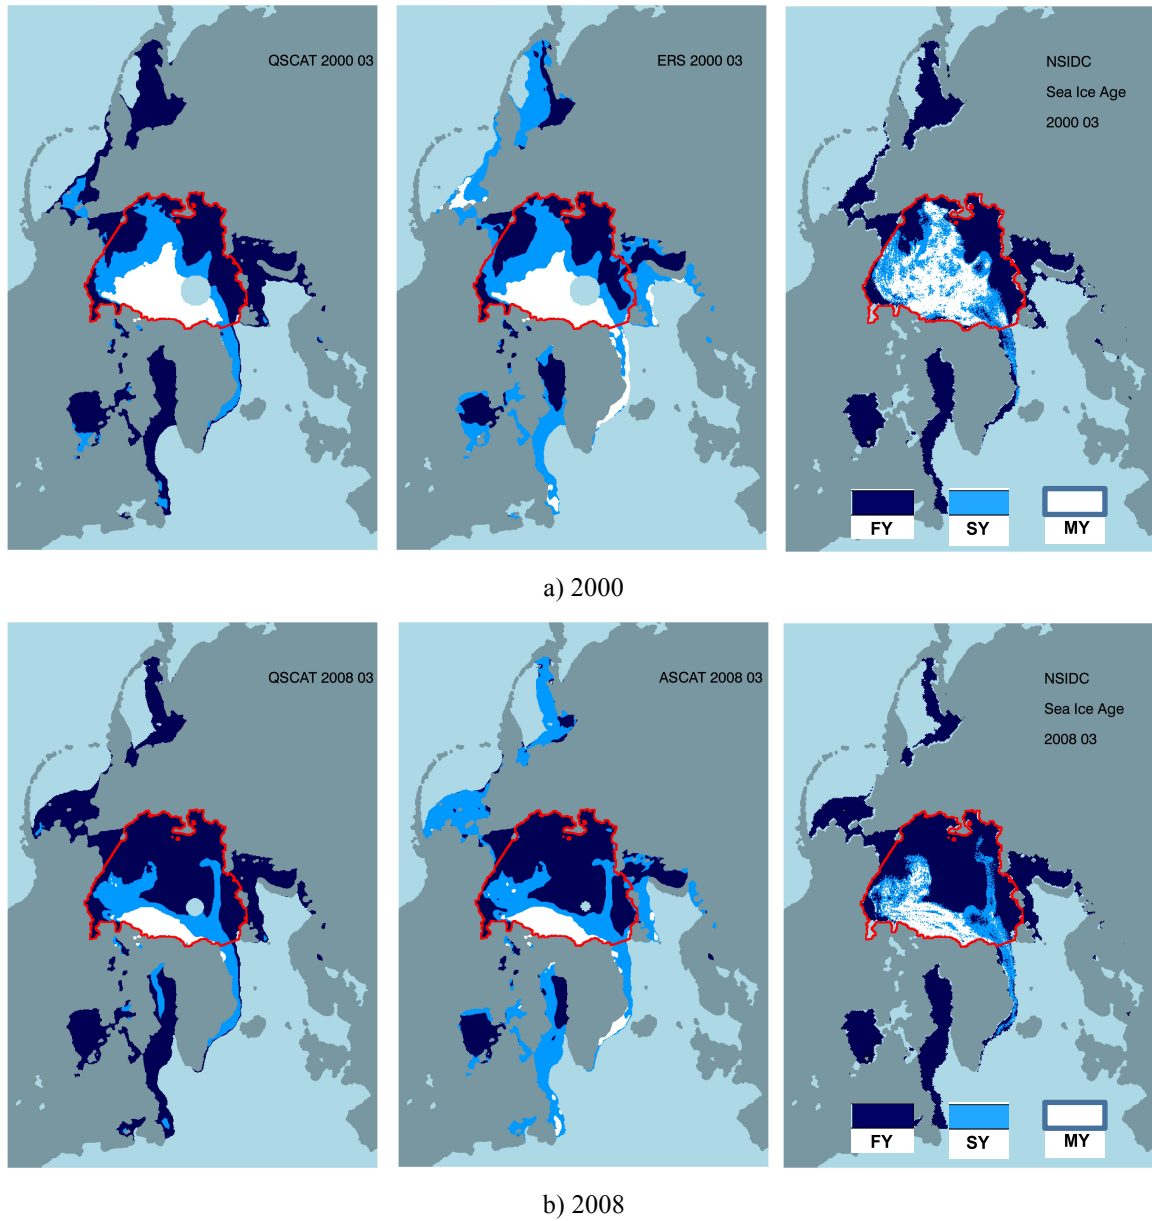 QSCAT 2000 03
ERS 2000 03
NSIDC
Sea Ice Age
2000 03
FY
SY
MY
a) 2000
QSCAT 2008 03
ASCAT 2008 03
NSIDC
Sea Ice Age
2008 03
FY
SY
MY
b) 2008